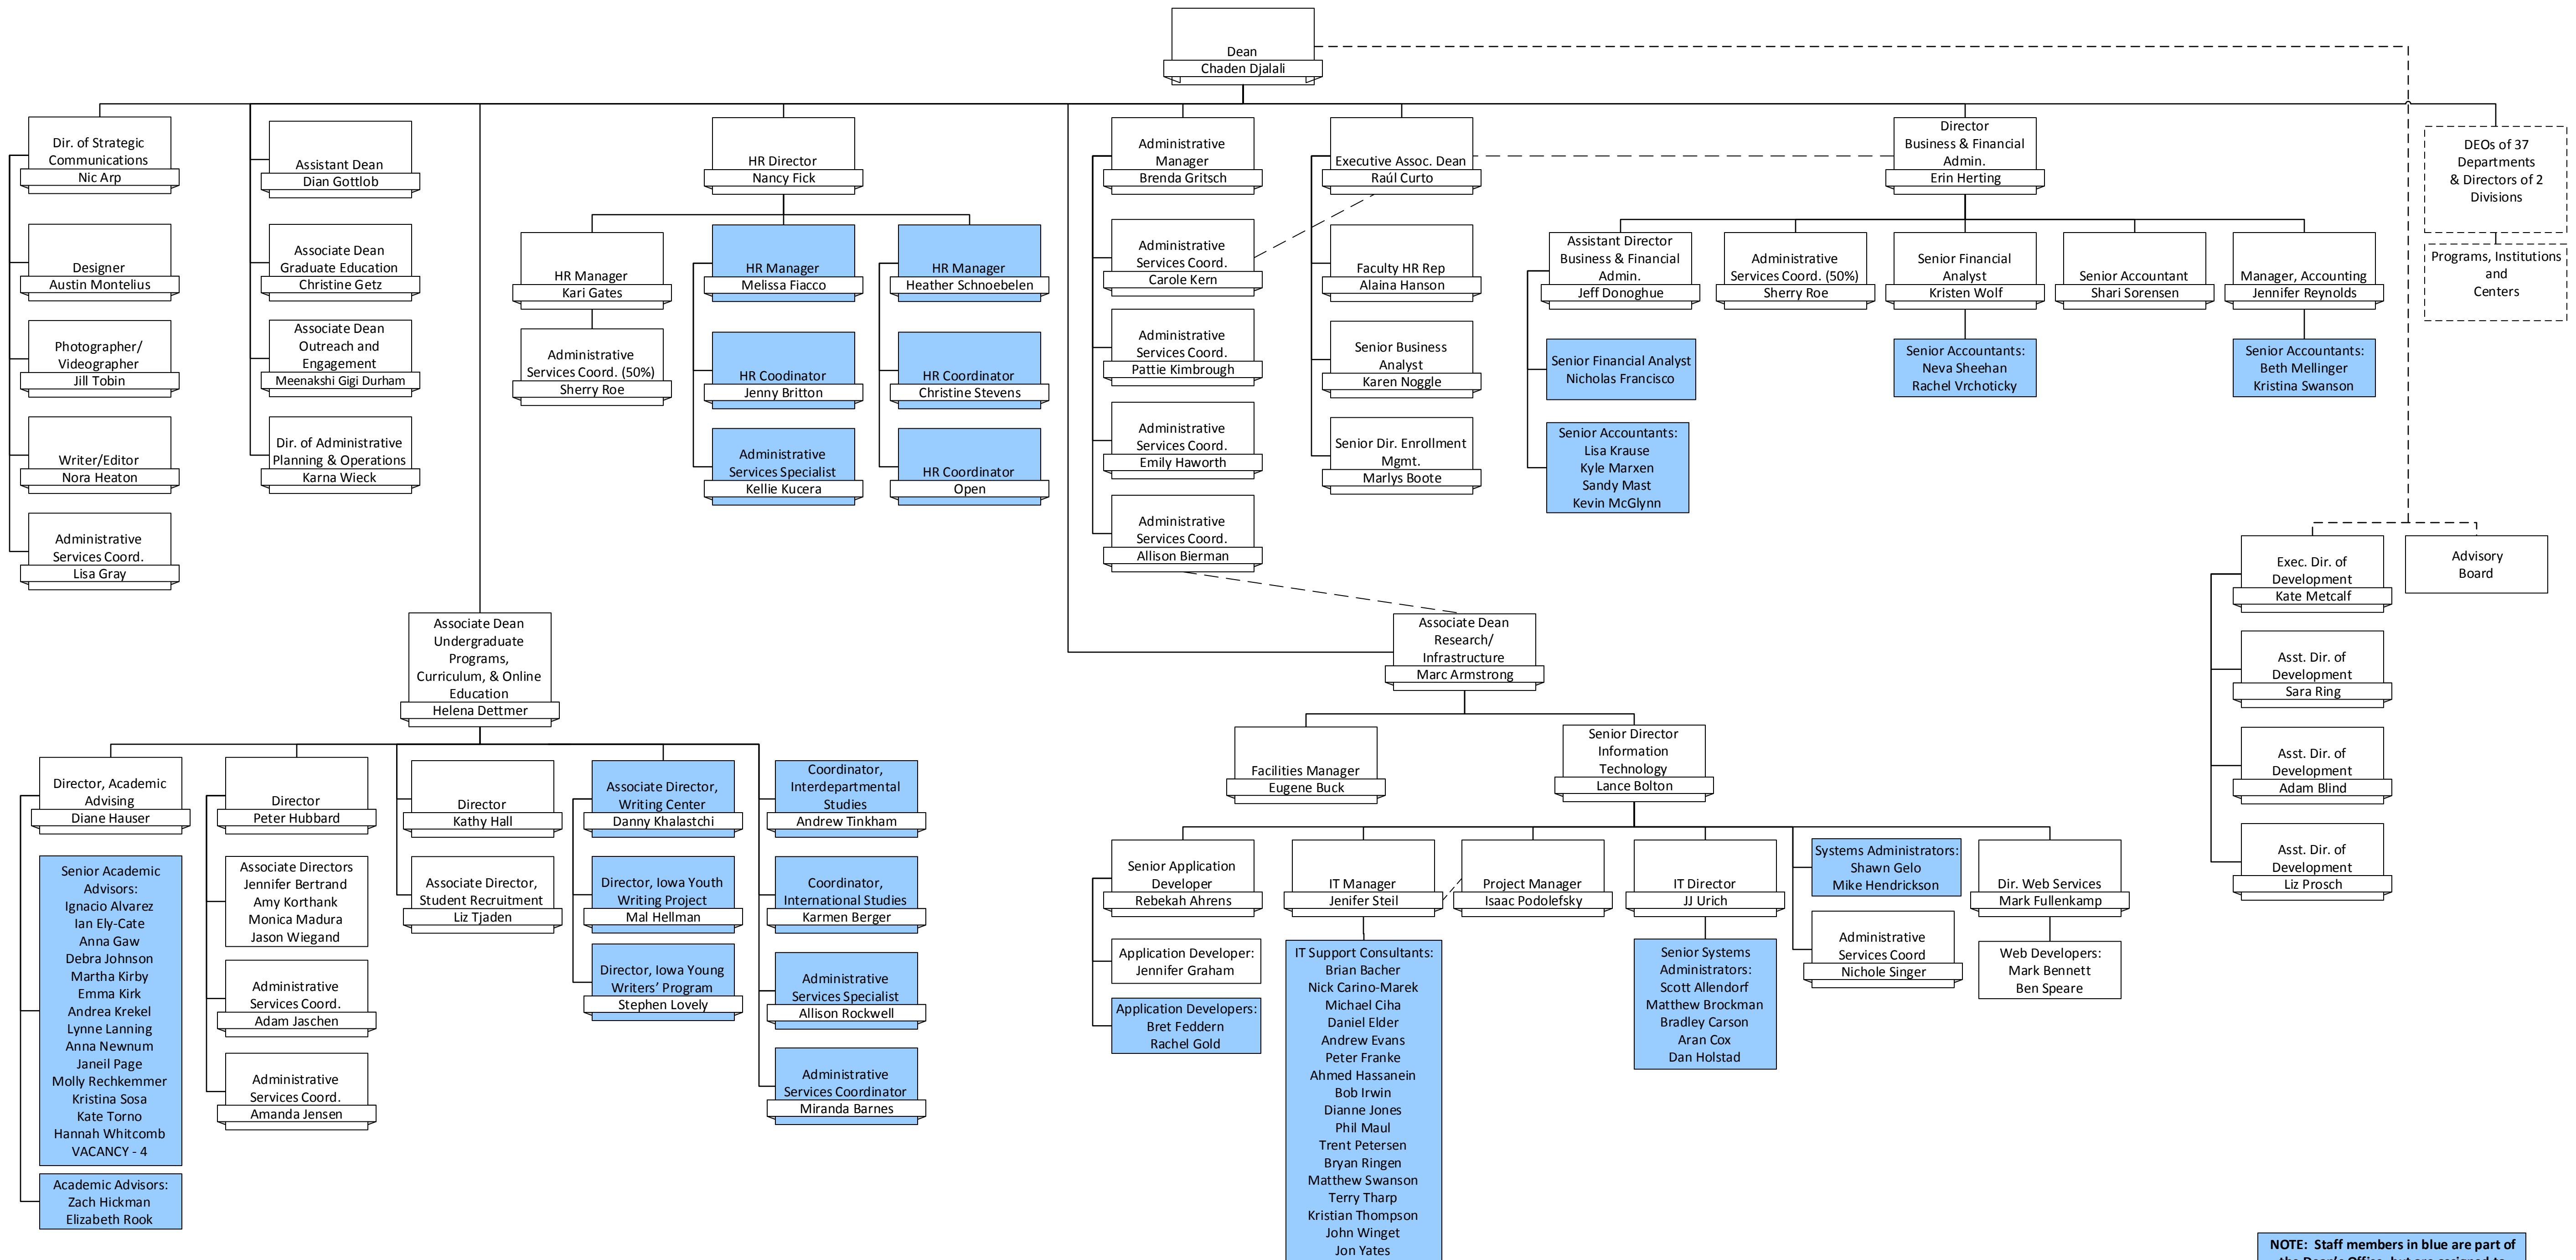 Dean
Chaden Djalali
Dir. of Strategic
Communications
Nic Arp
Designer
Austin Montelius
Photographer/
Videographer
Jill Tobin
Writer/Editor
Nora Heaton
Administrative
Services Coord.
Lisa Gray
Assistant Dean
Dian Gottlob
Associate Dean
Graduate Education
Christine Getz
Associate Dean
Outreach and
Engagement
Meenakshi Gigi Durham
Dir. of Administrative
Planning & Operations
Karna Wieck
HR Director
Nancy Fick
HR Manager
Kari Gates
Administrative
Services Coord. (50%)
Sherry Roe
HR Manager
Melissa Fiacco
HR Coodinator
Jenny Britton
Administrative
Services Specialist
Kellie Kucera
HR Manager
Heather Schnoebelen
HR Coordinator
Christine Stevens
HR Coordinator
Open
Administrative
Manager
Brenda Gritsch
Administrative
Services Coord.
Carole Kern
Administrative
Services Coord.
Pattie Kimbrough
Administrative
Services Coord.
Emily Haworth
Administrative
Services Coord.
Allison Bierman
Executive Assoc. Dean
Raúl Curto
Faculty HR Rep
Alaina Hanson
Senior Business
Analyst
Karen Noggle
Senior Dir. Enrollment
Mgmt.
Marlys Boote
Director
Business & Financial
Admin.
Erin Herting
Assistant Director
Business & Financial
Admin.
Jeff Donoghue
Senior Financial Analyst
Nicholas Francisco
Senior Accountants:
Lisa Krause
Kyle Marxen
Sandy Mast
Kevin McGlynn
Administrative
Services Coord. (50%)
Sherry Roe
Senior Financial
Analyst
Kristen Wolf
Senior Accountants:
Neva Sheehan
Rachel Vrchoticky
Senior Accountant
Shari Sorensen
Manager, Accounting
Jennifer Reynolds
Senior Accountants:
Beth Mellinger
Kristina Swanson
DEOs of 37
Departments
& Directors of 2
Divisions
Programs, Institutions
and
Centers
Exec. Dir. of
Development
Kate Metcalf
Advisory
Board
Asst. Dir. of
Development
Sara Ring
Asst. Dir. of
Development
Adam Blind
Asst. Dir. of
Development
Liz Prosch
Associate Dean
Undergraduate
Programs,
Curriculum, & Online
Education
Helena Dettmer
Director, Academic
Advising
Diane Hauser
Senior Academic
Advisors:
Ignacio Alvarez
Ian Ely-Cate
Anna Gaw
Debra Johnson
Martha Kirby
Emma Kirk
Andrea Krekel
Lynne Lanning
Anna Newnum
Janeil Page
Molly Rechkemmer
Kristina Sosa
Kate Torno
Hannah Whitcomb
VACANCY - 4
Academic Advisors:
Zach Hickman
Elizabeth Rook
Director
Peter Hubbard
Associate Directors
Jennifer Bertrand
Amy Korthank
Monica Madura
Jason Wiegand
Administrative
Services Coord.
Adam Jaschen
Administrative
Services Coord.
Amanda Jensen
Director
Kathy Hall
Associate Director,
Student Recruitment
Liz Tjaden
Associate Director,
Writing Center
Danny Khalastchi
Director, Iowa Youth
Writing Project
Mal Hellman
Director, Iowa Young
Writers’ Program
Stephen Lovely
Coordinator,
Interdepartmental
Studies
Andrew Tinkham
Coordinator,
International Studies
Karmen Berger
Administrative
Services Specialist
Allison Rockwell
Administrative
Services Coordinator
Miranda Barnes
Associate Dean
Research/
Infrastructure
Marc Armstrong
Facilities Manager
Eugene Buck
Senior Director
Information
Technology
Lance Bolton
Senior Application
Developer
Rebekah Ahrens
Application Developer:
Jennifer Graham
Application Developers:
Bret Feddern
Rachel Gold
IT Manager
Jenifer Steil
IT Support Consultants:
Brian Bacher
Nick Carino-Marek
Michael Ciha
Daniel Elder
Andrew Evans
Peter Franke
Ahmed Hassanein
Bob Irwin
Dianne Jones
Phil Maul
Trent Petersen
Bryan Ringen
Matthew Swanson
Terry Tharp
Kristian Thompson
John Winget
Jon Yates
Project Manager
Isaac Podolefsky
IT Director
JJ Urich
Senior Systems
Administrators:
Scott Allendorf
Matthew Brockman
Bradley Carson
Aran Cox
Dan Holstad
Systems Administrators:
Shawn Gelo
Mike Hendrickson
Administrative
Services Coord
Nichole Singer
Dir. Web Services
Mark Fullenkamp
Web Developers:
Mark Bennett
Ben Speare
NOTE: Staff members in blue are part of
the Dean's Office, but are assigned to